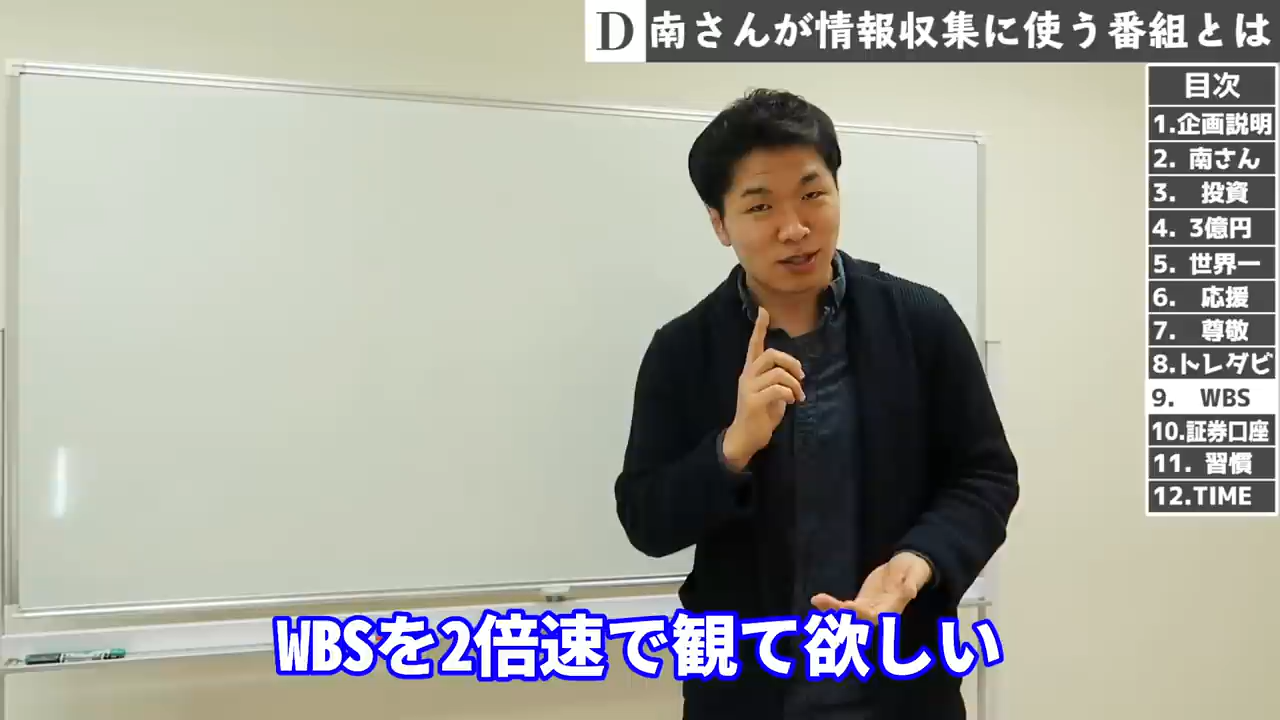 D 南さんが情報収集に使う番組とは
目次
1.企画説明
2. 南さん
3. 投資
4. 3億円
5. 世界一
6. 応援
7. 尊敬
8.トレダビ
9. WBS
10.証券口座
11. 習慣
12.TIME
WBSを2倍速で観て欲しい